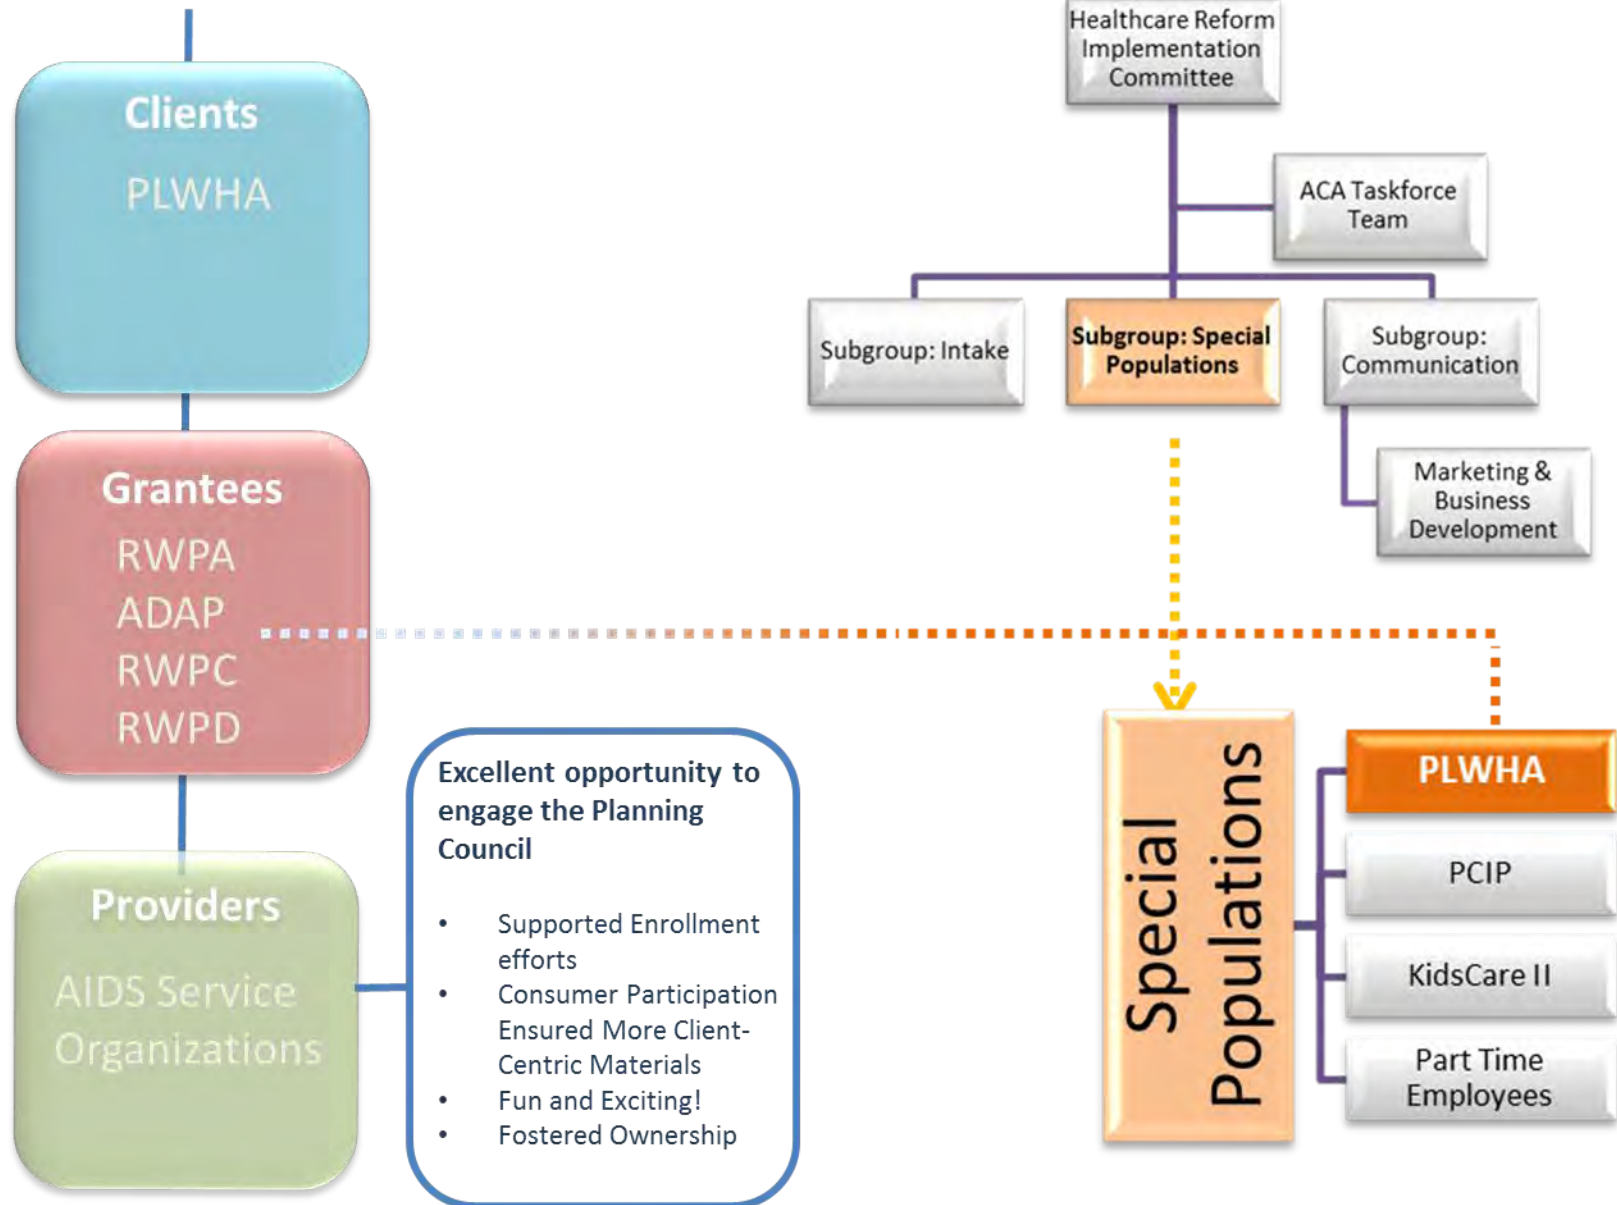 Clients
PLWHA
Grantees
RWPA
ADAP
RWPC
RWPD
Providers
AIDS Service
Organizations
Excellent opportunity to
engage the Planning
Council
• Supported Enrollment
efforts
• Consumer Participation
Ensured More Client-
Centric Materials
• Fun and Exciting!
• Fostered Ownership
Healthcare Reform
Implementation
Committee
ACA Taskforce
Team
Subgroup: Intake
Subgroup: Special
Populations
Subgroup:
Communication
Marketing &
Business
Development
Special
Populations
PLWHA
PCIP
KidsCare II
Part Time
Employees